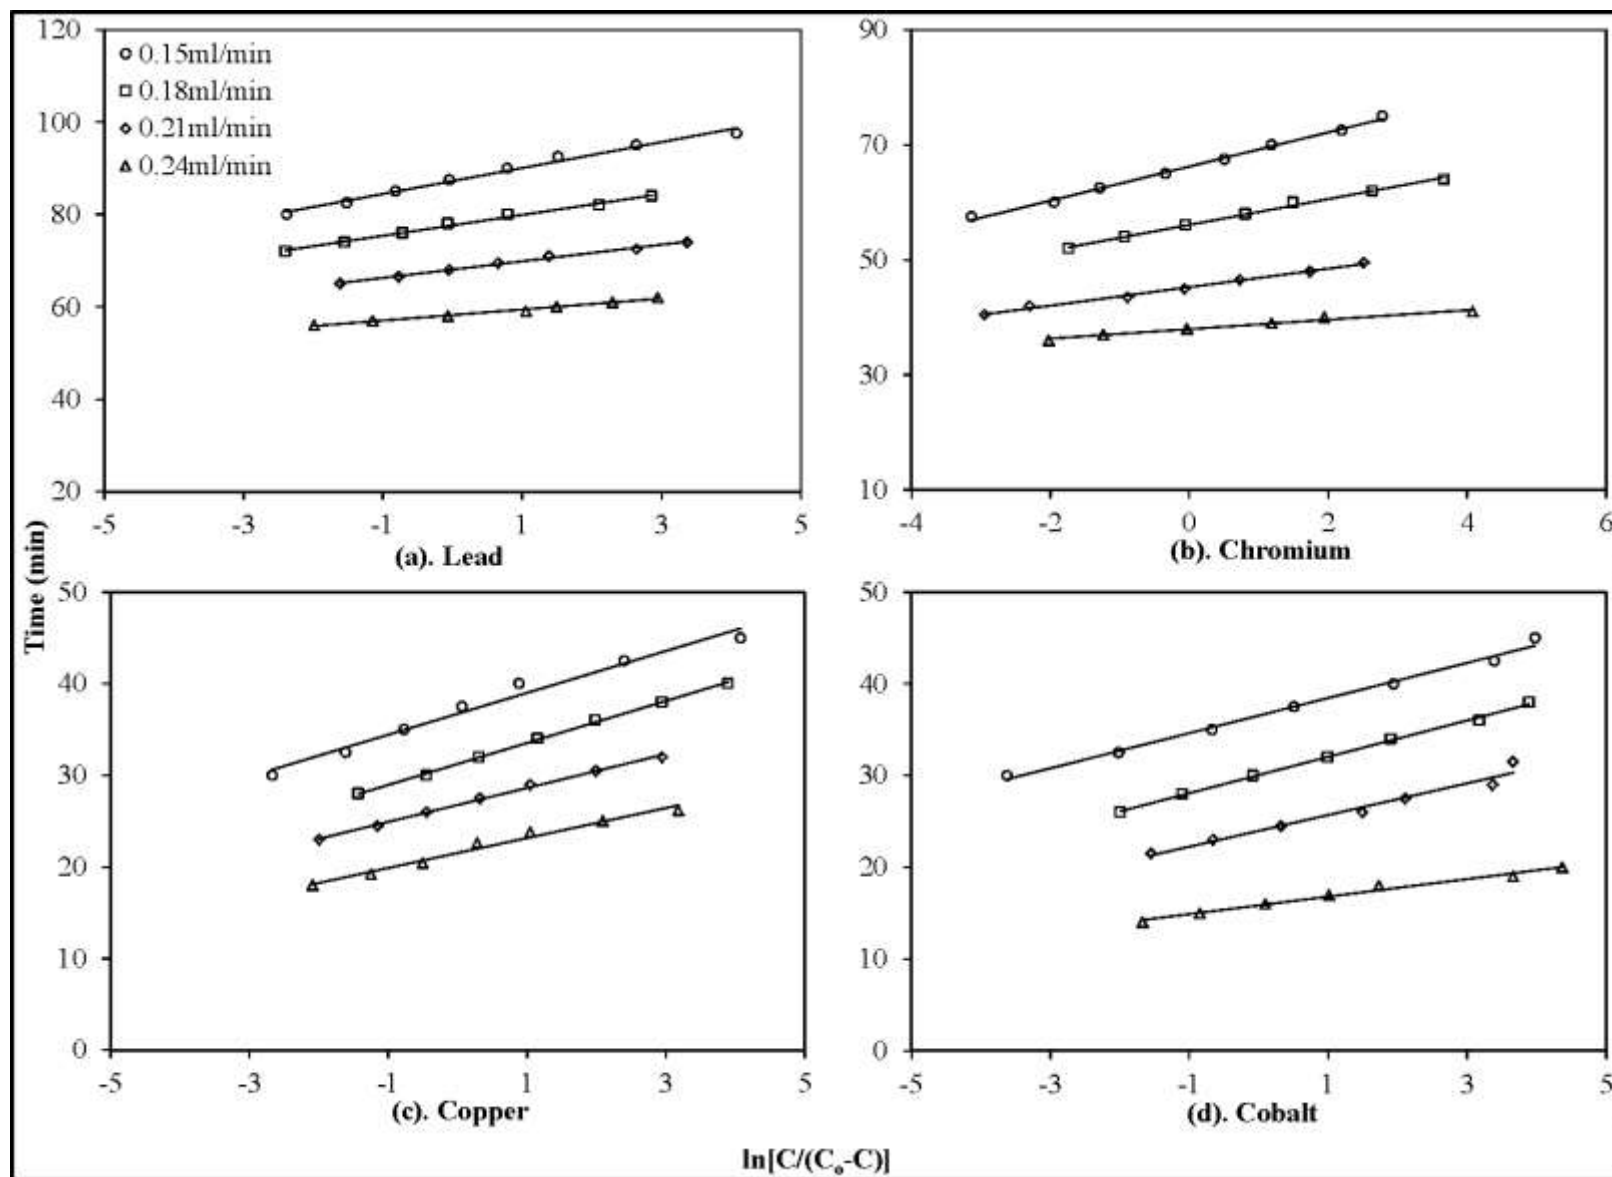 120
100
80
60
40
20
0.15ml/min
0.18ml/min
0.21ml/min
0.24ml/min
-5 -3 -1 1 3 5
(a). Lead
90
70
50
30
10
-4 -2 0 2 4 6
(b). Chromium
Time (min)
50
40
30
20
10
0
-5 -3 -1 1 3 5
(c). Copper
50
40
30
20
10
0
-5 -3 -1 1 3 5
(d). Cobalt
ln[C/(Cₒ-C)]